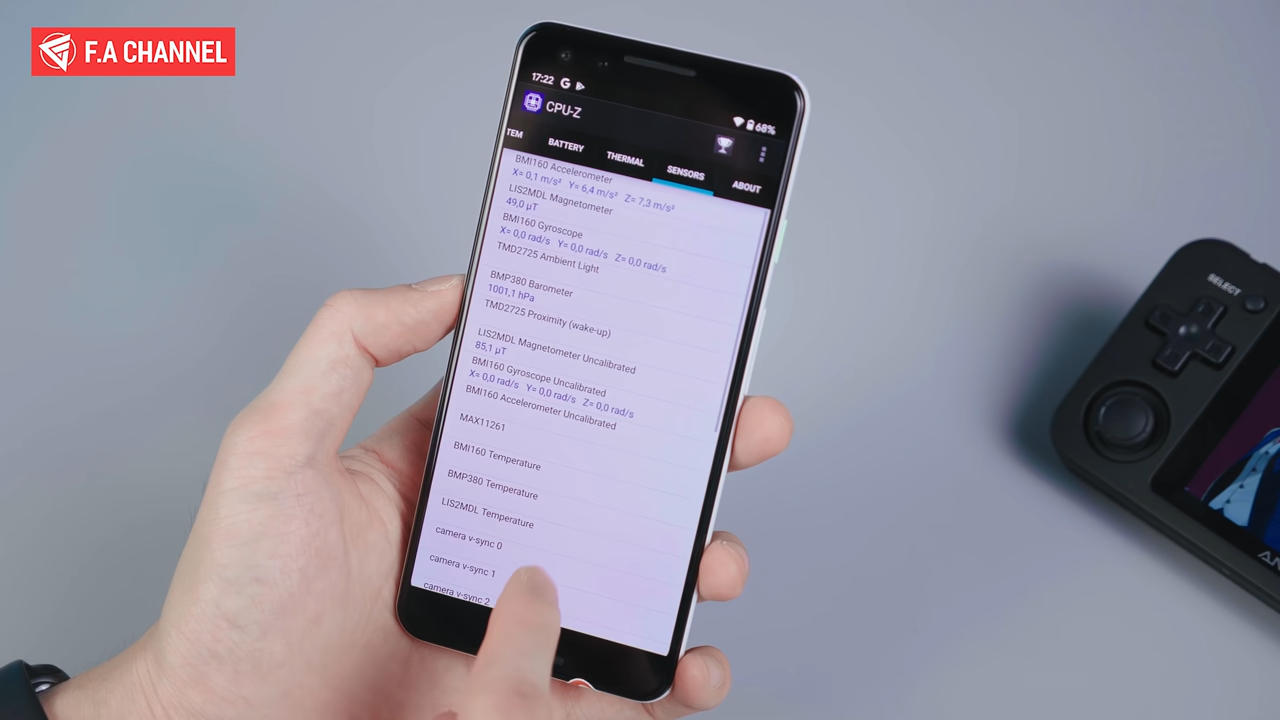 F.A CHANNEL
17:22
68%
CPU-Z
TEM BATTERY THERMAL SENSORS ABOUT
BMI160 Accelerometer
X= 0,1 m/s² Y= 6,4 m/s² Z= 7,3 m/s²
LIS2MDL Magnetometer
49,0 μT
BMI160 Gyroscope
X= 0,0 rad/s Y= 0,0 rad/s Z= 0,0 rad/s
TMD2725 Ambient Light
BMP380 Barometer
1001,1 hPa
TMD2725 Proximity (wake-up)
LIS2MDL Magnetometer Uncalibrated
85,1 μT
BMI160 Gyroscope Uncalibrated
X= 0,0 rad/s Y= 0,0 rad/s Z= 0,0 rad/s
BMI160 Accelerometer Uncalibrated
MAX11261
BMI160 Temperature
BMP380 Temperature
LIS2MDL Temperature
camera v-sync 0
camera v-sync 1
camera v-sync 2
SELECT
AN